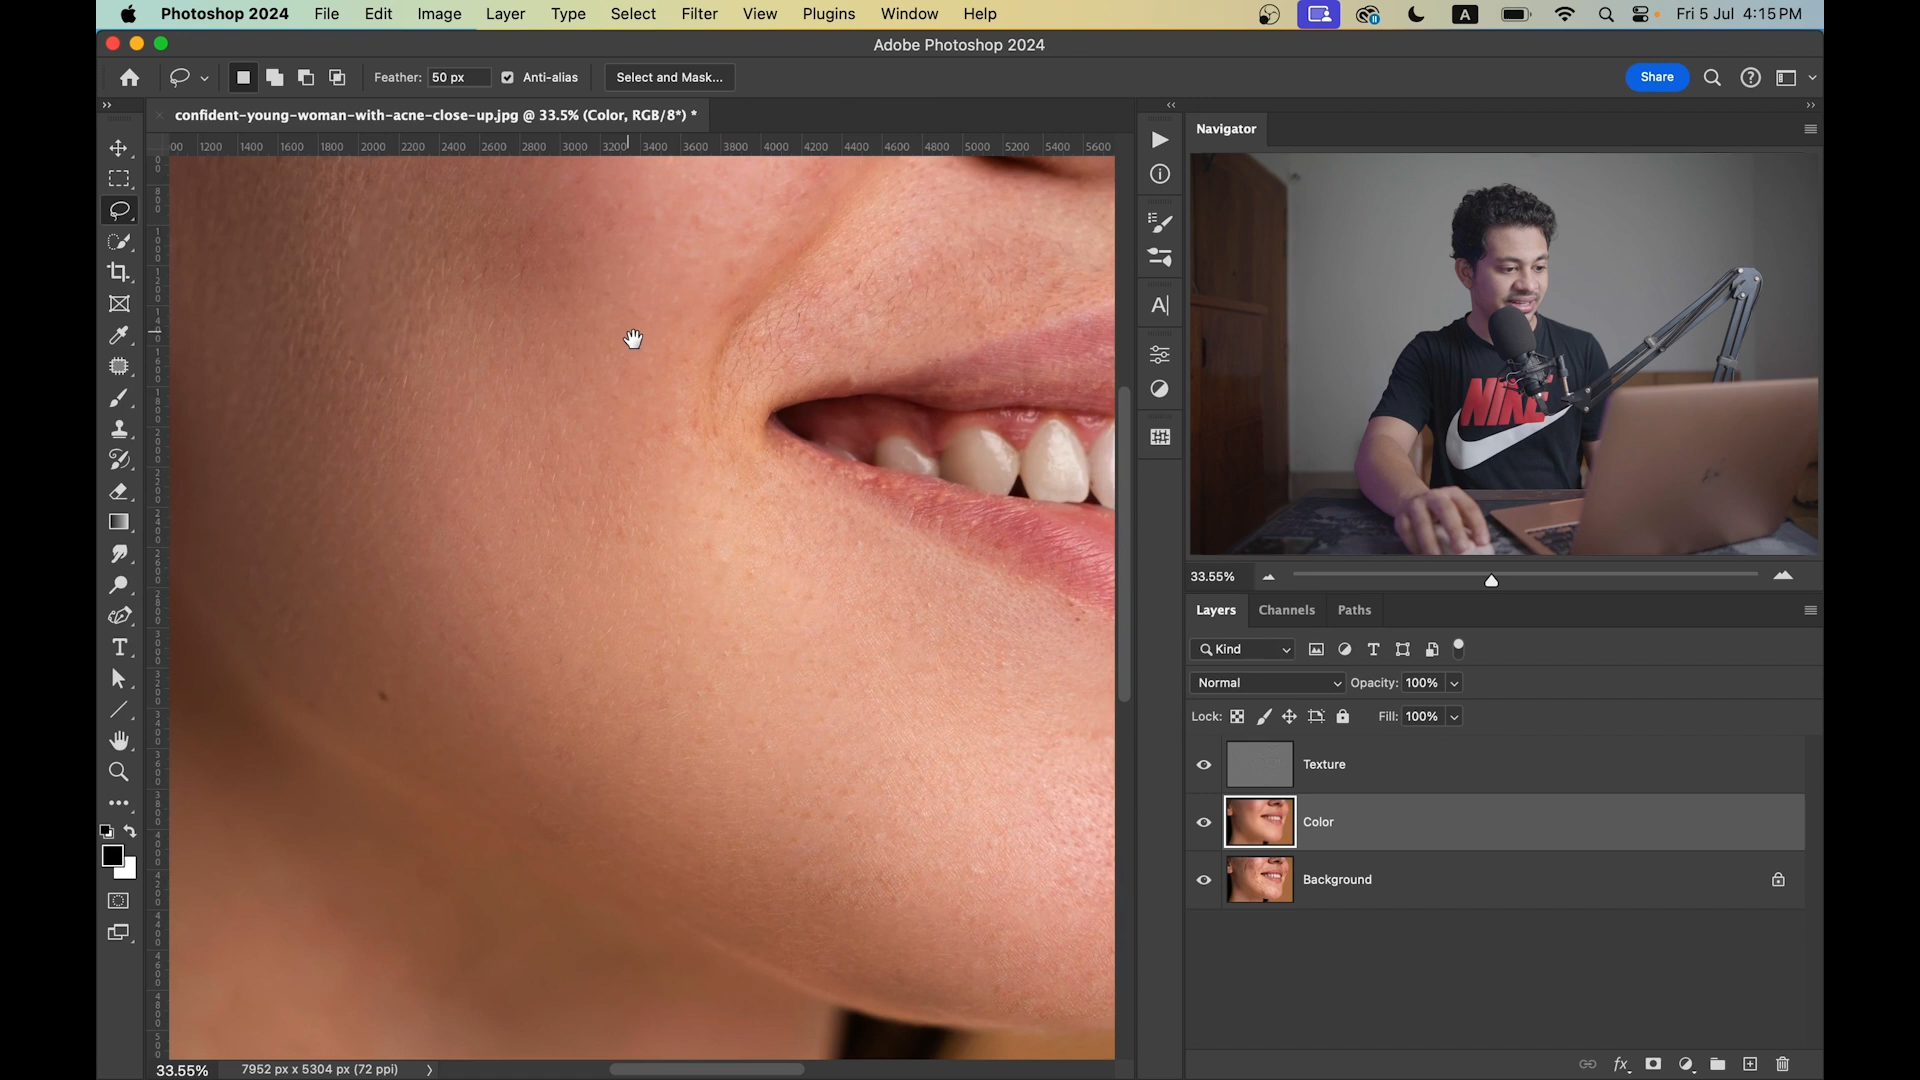 Photoshop 2024 File Edit Image Layer Type Select Filter View Plugins Window Help A Fri 5 Jul 4:15 PM
Adobe Photoshop 2024
Feather: 50 px Anti-alias Select and Mask... Share
confident-young-woman-with-acne-close-up.jpg @ 33.5% (Color, RGB/8*) *
Navigator
00 1200 1400 1600 1800 2000 2200 2400 2600 2800 3000 3200 3400 3600 3800 4000 4200 4400 4600 4800 5000 5200 5400 5600
NIKE
33.55%
Layers Channels Paths
Kind
Normal Opacity: 100%
Lock: Fill: 100%
Texture
Color
Background
33.55% 7952 px x 5304 px (72 ppi)
fx